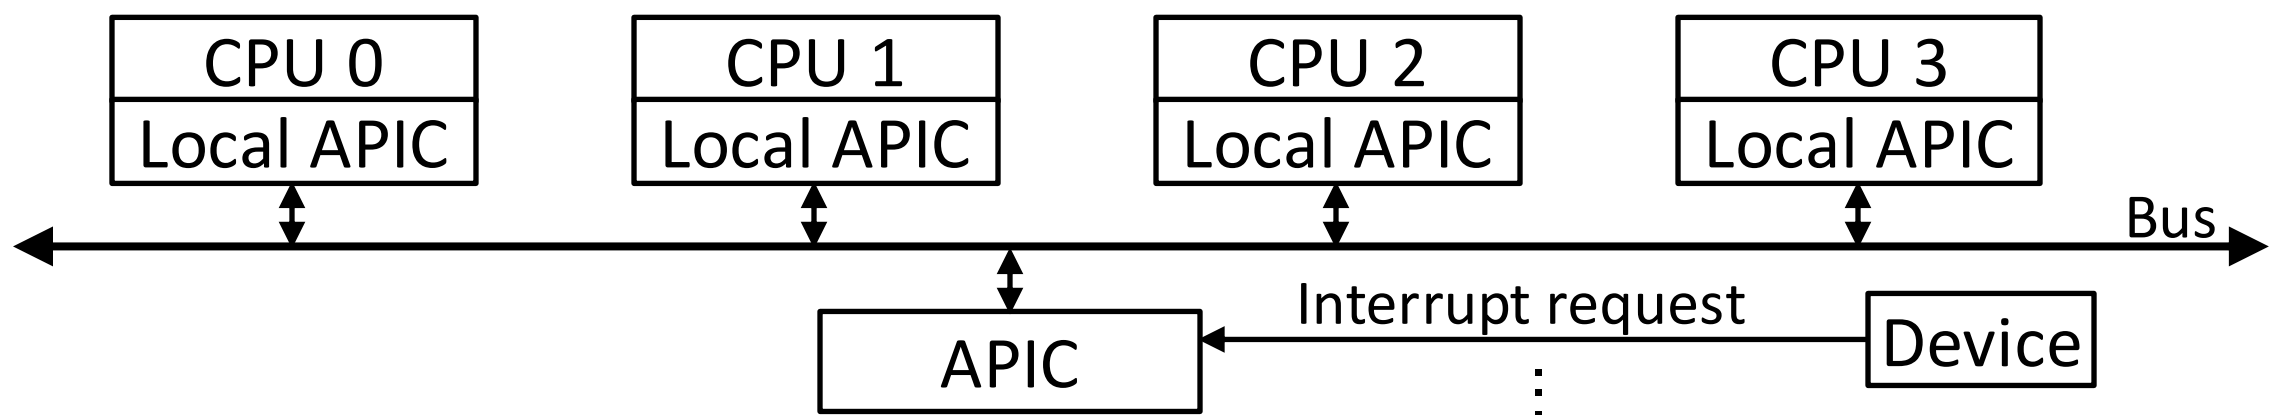 CPU 0
Local APIC
CPU 1
Local APIC
CPU 2
Local APIC
CPU 3
Local APIC
Bus
Interrupt request
Device
APIC